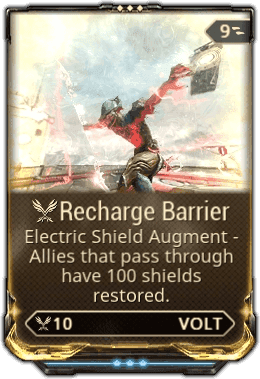 9
Recharge Barrier
Electric Shield Augment -
Allies that pass through
have 100 shields
restored.
10 VOLT